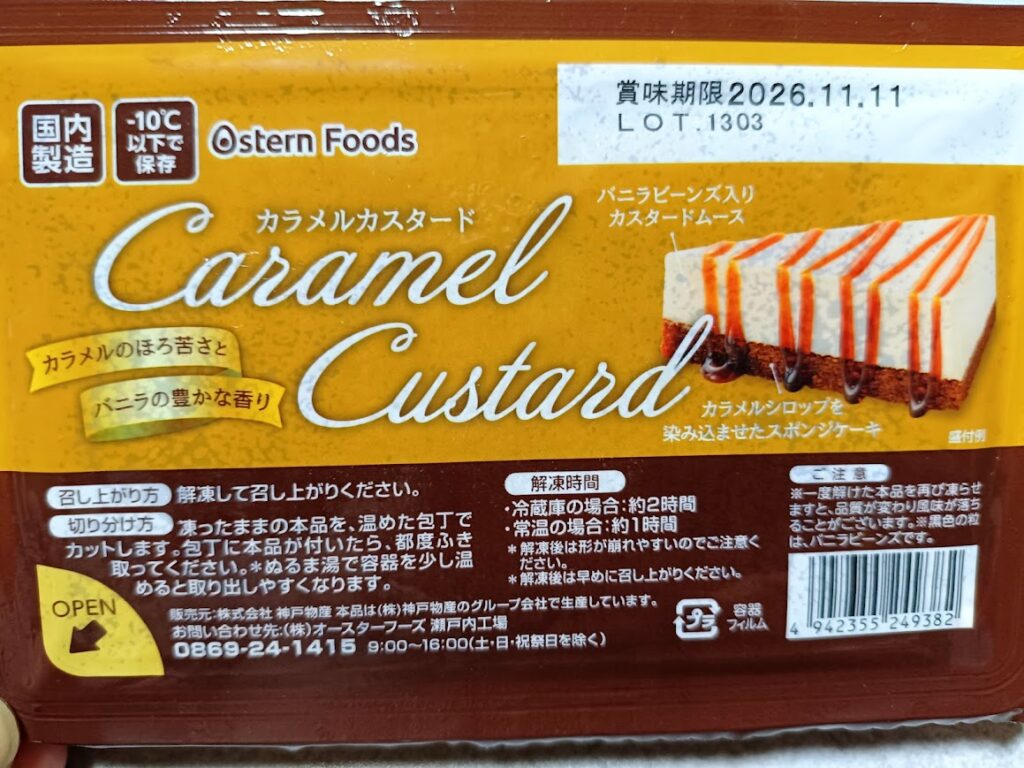 賞味期限2026.11.11
LOT.1303
国内
製造
-10℃
以下で
保存
Ostern Foods
カラメルカスタード
Caramel
Custard
バニラビーンズ入り
カスタードムース
カラメルのほろ苦さと
バニラの豊かな香り
カラメルシロップを
染み込ませたスポンジケーキ
盛付例
召し上がり方 解凍して召し上がりください。
切り分け方 凍ったままの本品を、温めた包丁で
カットします。包丁に本品が付いたら、都度ふき
取ってください。*ぬるま湯で容器を少し温
めると取り出しやすくなります。
解凍時間
・冷蔵庫の場合:約2時間
・常温の場合:約1時間
*解凍後は形が崩れやすいのでご注意く
ださい。
*解凍後は早めに召し上がりください。
ご注意
※一度解けた本品を再び凍らせ
ますと、品質が変わり風味が落ち
ることがございます。※黒色の粒
は、バニラビーンズです。
OPEN
販売元:株式会社 神戸物産 本品は(株)神戸物産のグループ会社で生産しています。
お問い合わせ先:(株)オースターフーズ 瀬戸内工場
0869-24-1415 9:00〜16:00(土・日・祝祭日を除く)
プラ
容器
フィルム
4 942355 249382